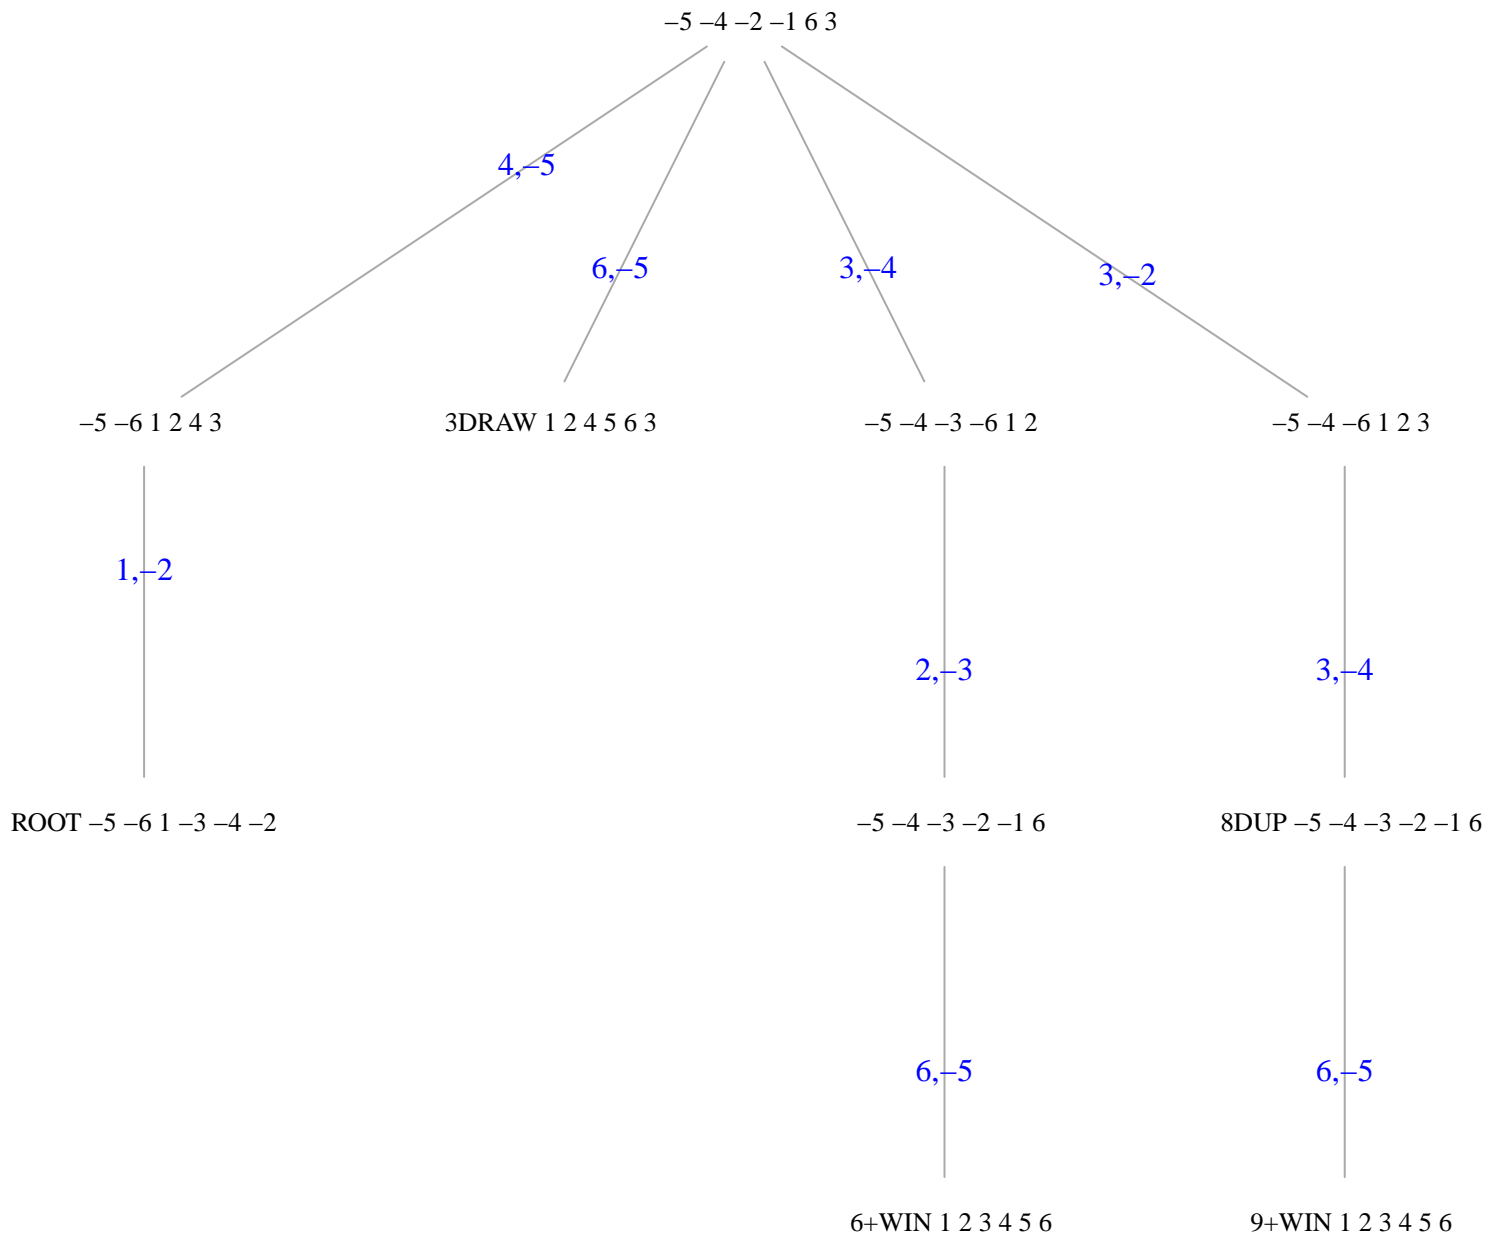 –5 –4 –2 –1 6 3
4,–5
6,–5
3,–4
3,–2
–5 –6 1 2 4 3
3DRAW 1 2 4 5 6 3
–5 –4 –3 –6 1 2
–5 –4 –6 1 2 3
1,–2
2,–3
3,–4
ROOT –5 –6 1 –3 –4 –2
–5 –4 –3 –2 –1 6
8DUP –5 –4 –3 –2 –1 6
6,–5
6,–5
6+WIN 1 2 3 4 5 6
9+WIN 1 2 3 4 5 6